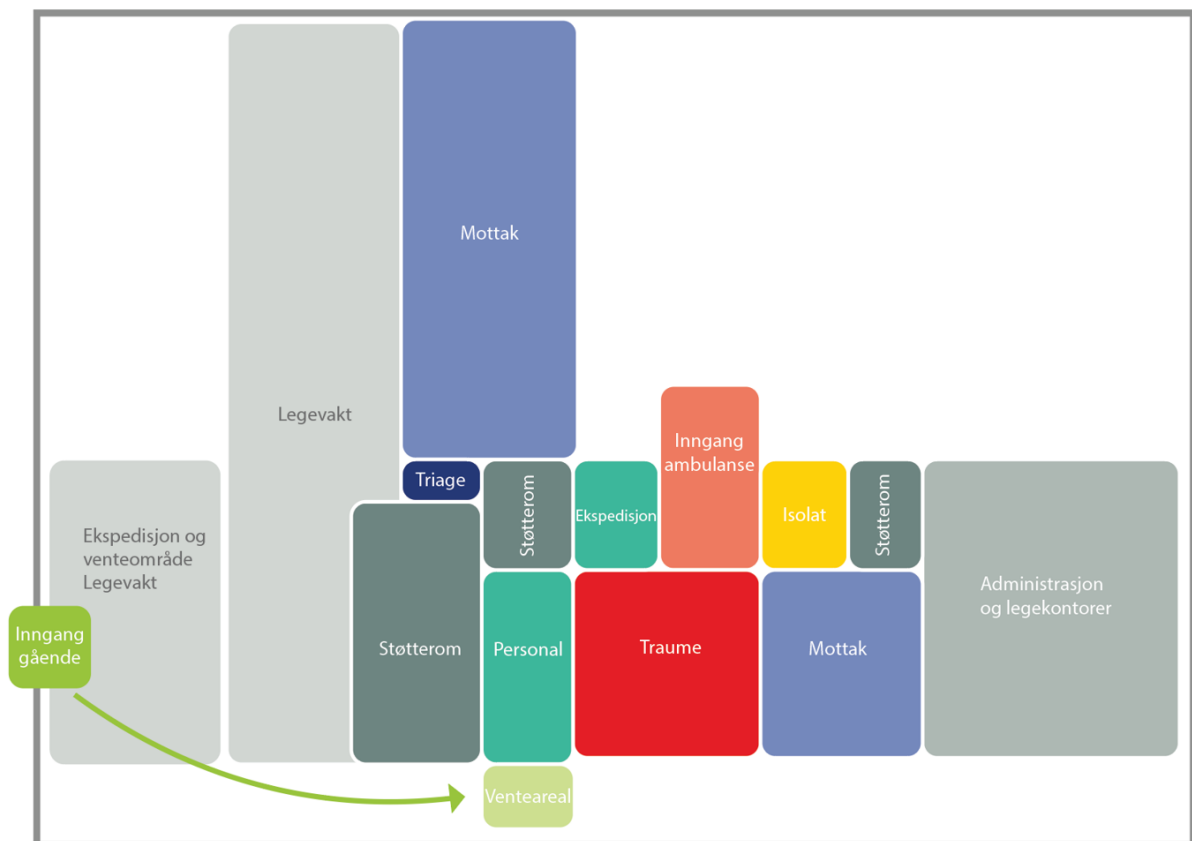 Mottak
Legevakt
Inngang
ambulanse
Triage
Støtterom
Ekspedisjon
Isolat
Støtterom
Ekspedisjon og
venteområde
Legevakt
Administrasjon
og legekontorer
Inngang
gående
Støtterom
Personal
Traume
Mottak
Venteareal